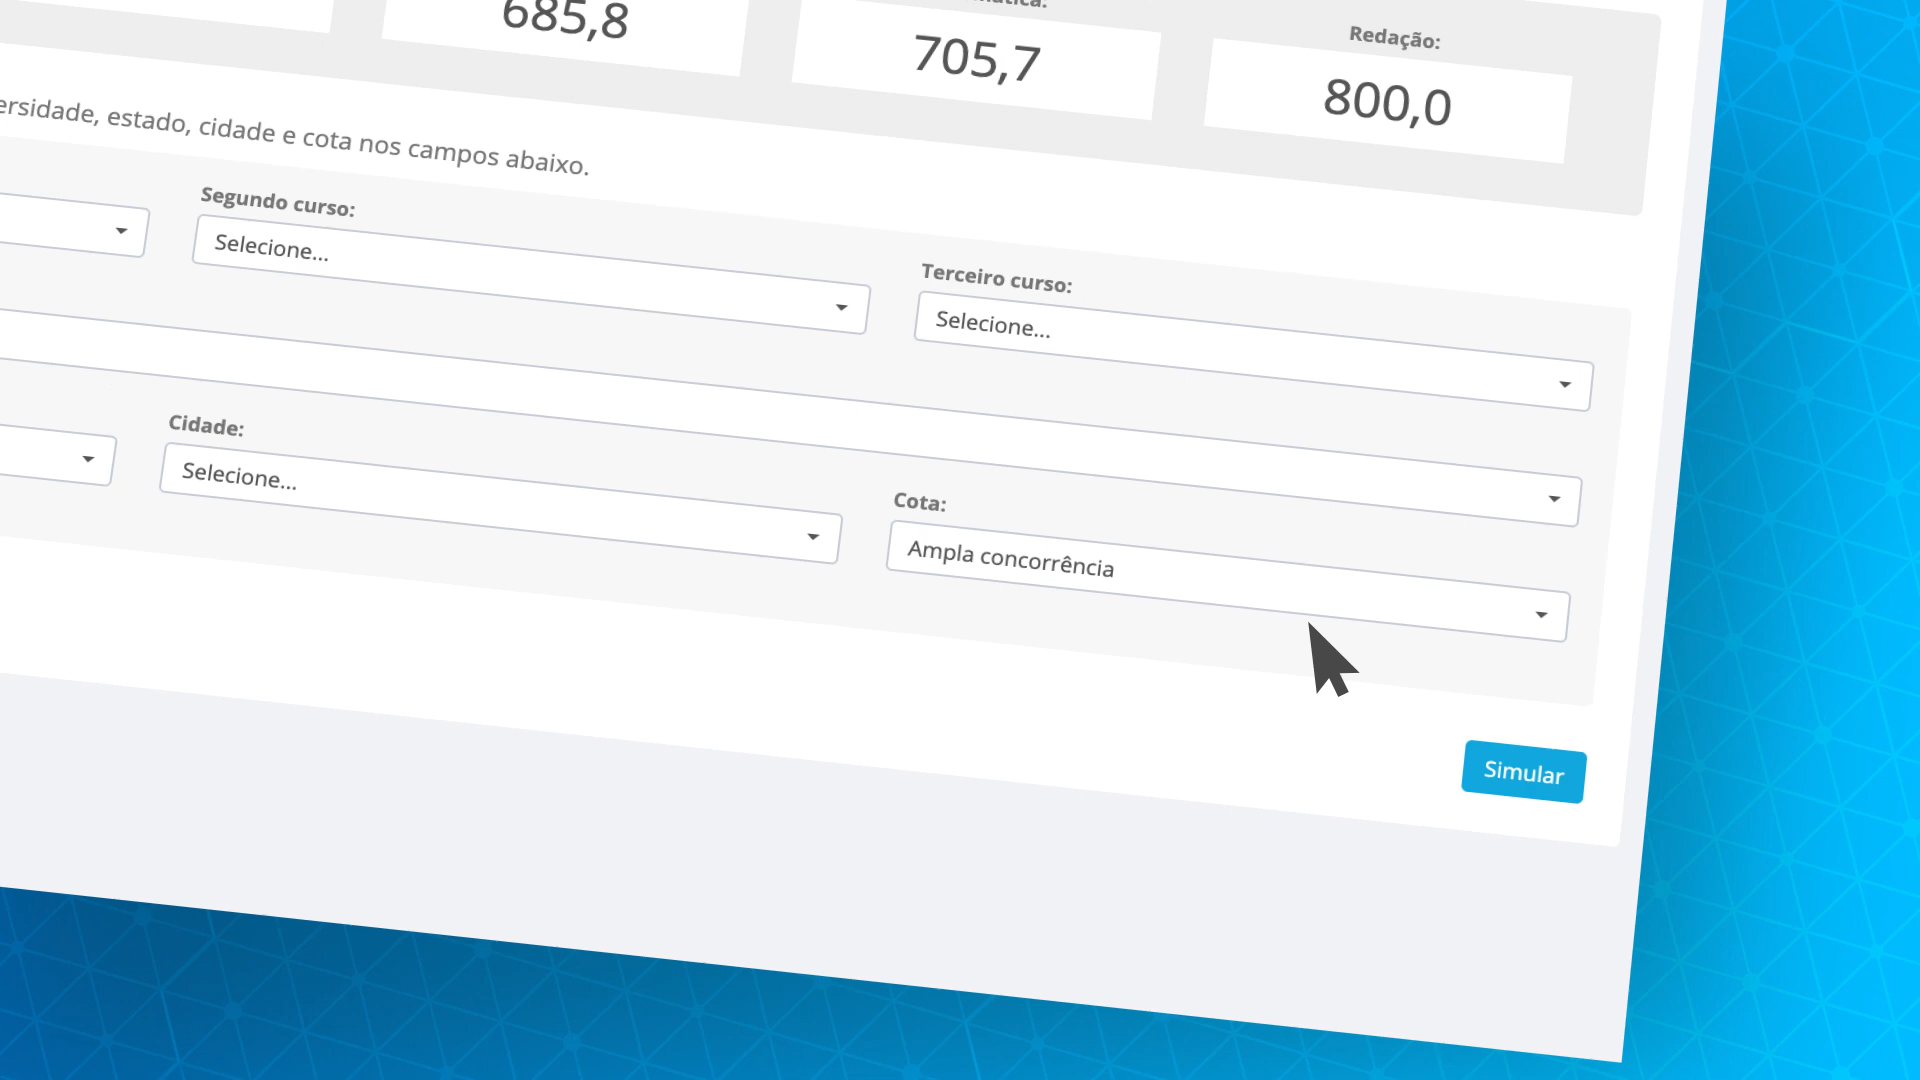 685,8
705,7
Redação:
800,0
estado, cidade e cota nos campos abaixo.
Segundo curso:
Selecione...
Terceiro curso:
Selecione...
Cidade:
Selecione...
Cota:
Ampla concorrência
Simular